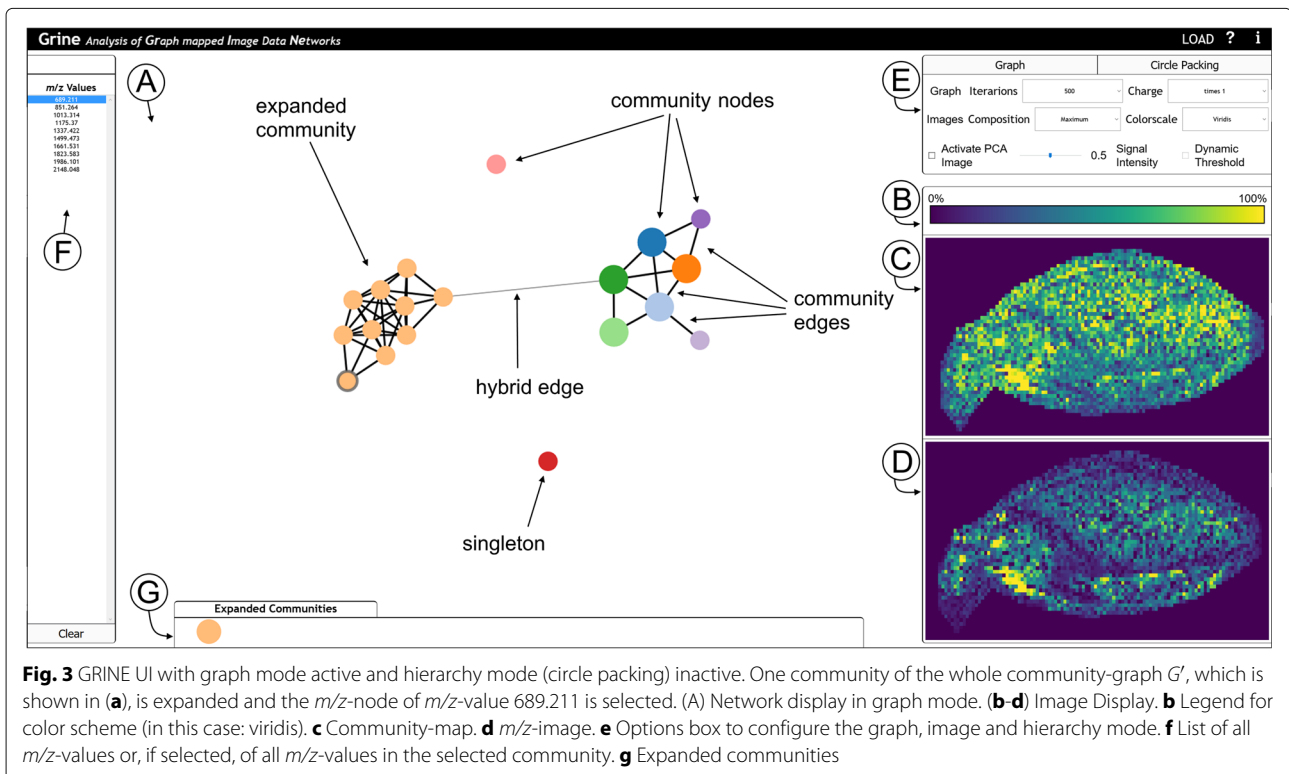 Grine Analysis of Graph mapped Image Data Networks
LOAD ? i
A
m/z Values
689.211
851.264
1013.314
1175.37
1337.422
1499.473
1661.531
1823.583
1986.101
2148.048
F
Clear
expanded
community
community nodes
community
edges
hybrid edge
singleton
G
Expanded Communities
E
Graph
Circle Packing
Graph Iterarions 500 Charge times 1
Images Composition Maximum Colorscale Viridis
Activate PCA
Image
0.5
Signal
Intensity
Dynamic
Threshold
B
0% 100%
C
D
Fig. 3 GRINE UI with graph mode active and hierarchy mode (circle packing) inactive. One community of the whole community-graph G′, which is
shown in (a), is expanded and the m/z-node of m/z-value 689.211 is selected. (A) Network display in graph mode. (b-d) Image Display. b Legend for
color scheme (in this case: viridis). c Community-map. d m/z-image. e Options box to configure the graph, image and hierarchy mode. f List of all
m/z-values or, if selected, of all m/z-values in the selected community. g Expanded communities